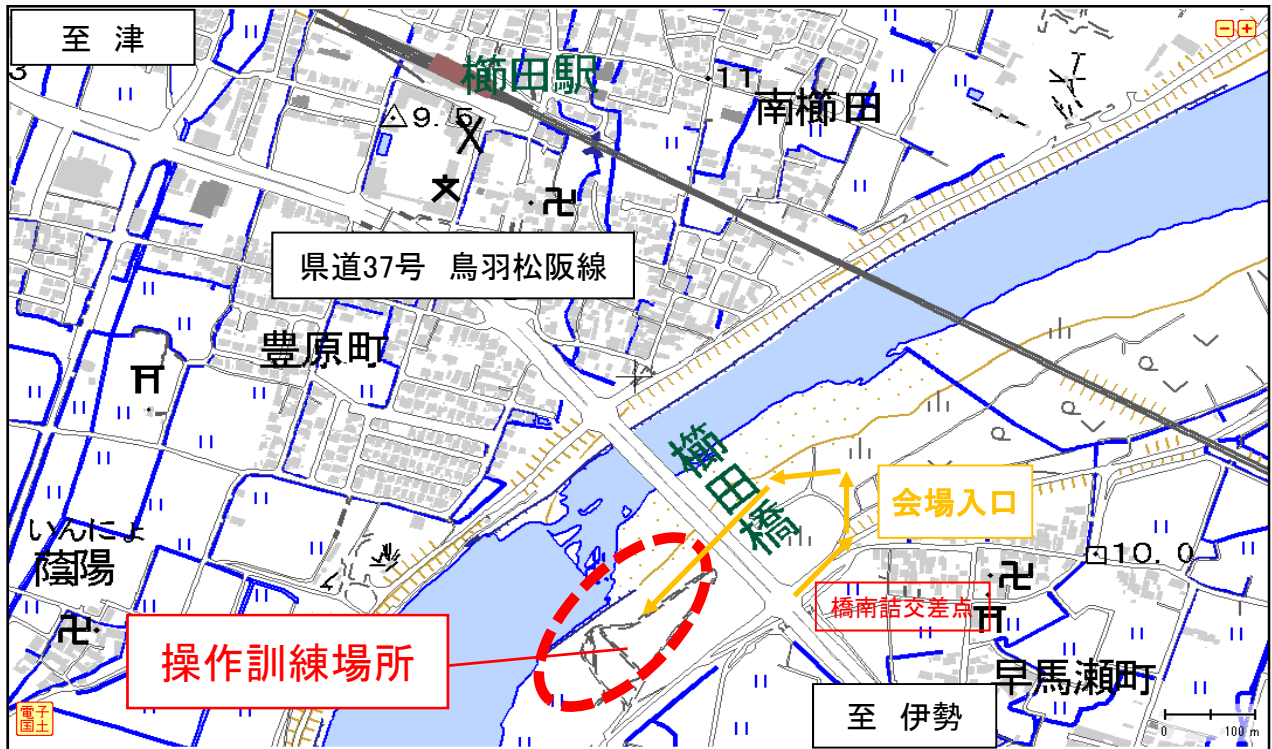 至 津
3
櫛田駅
11
南櫛田
9.5
県道37号 鳥羽松阪線
豊原町
櫛田橋
会場入口
いんにょ
蔭陽
10.0
橋南詰交差点
操作訓練場所
早馬瀬町
至 伊勢
電子
国土
0 100 m